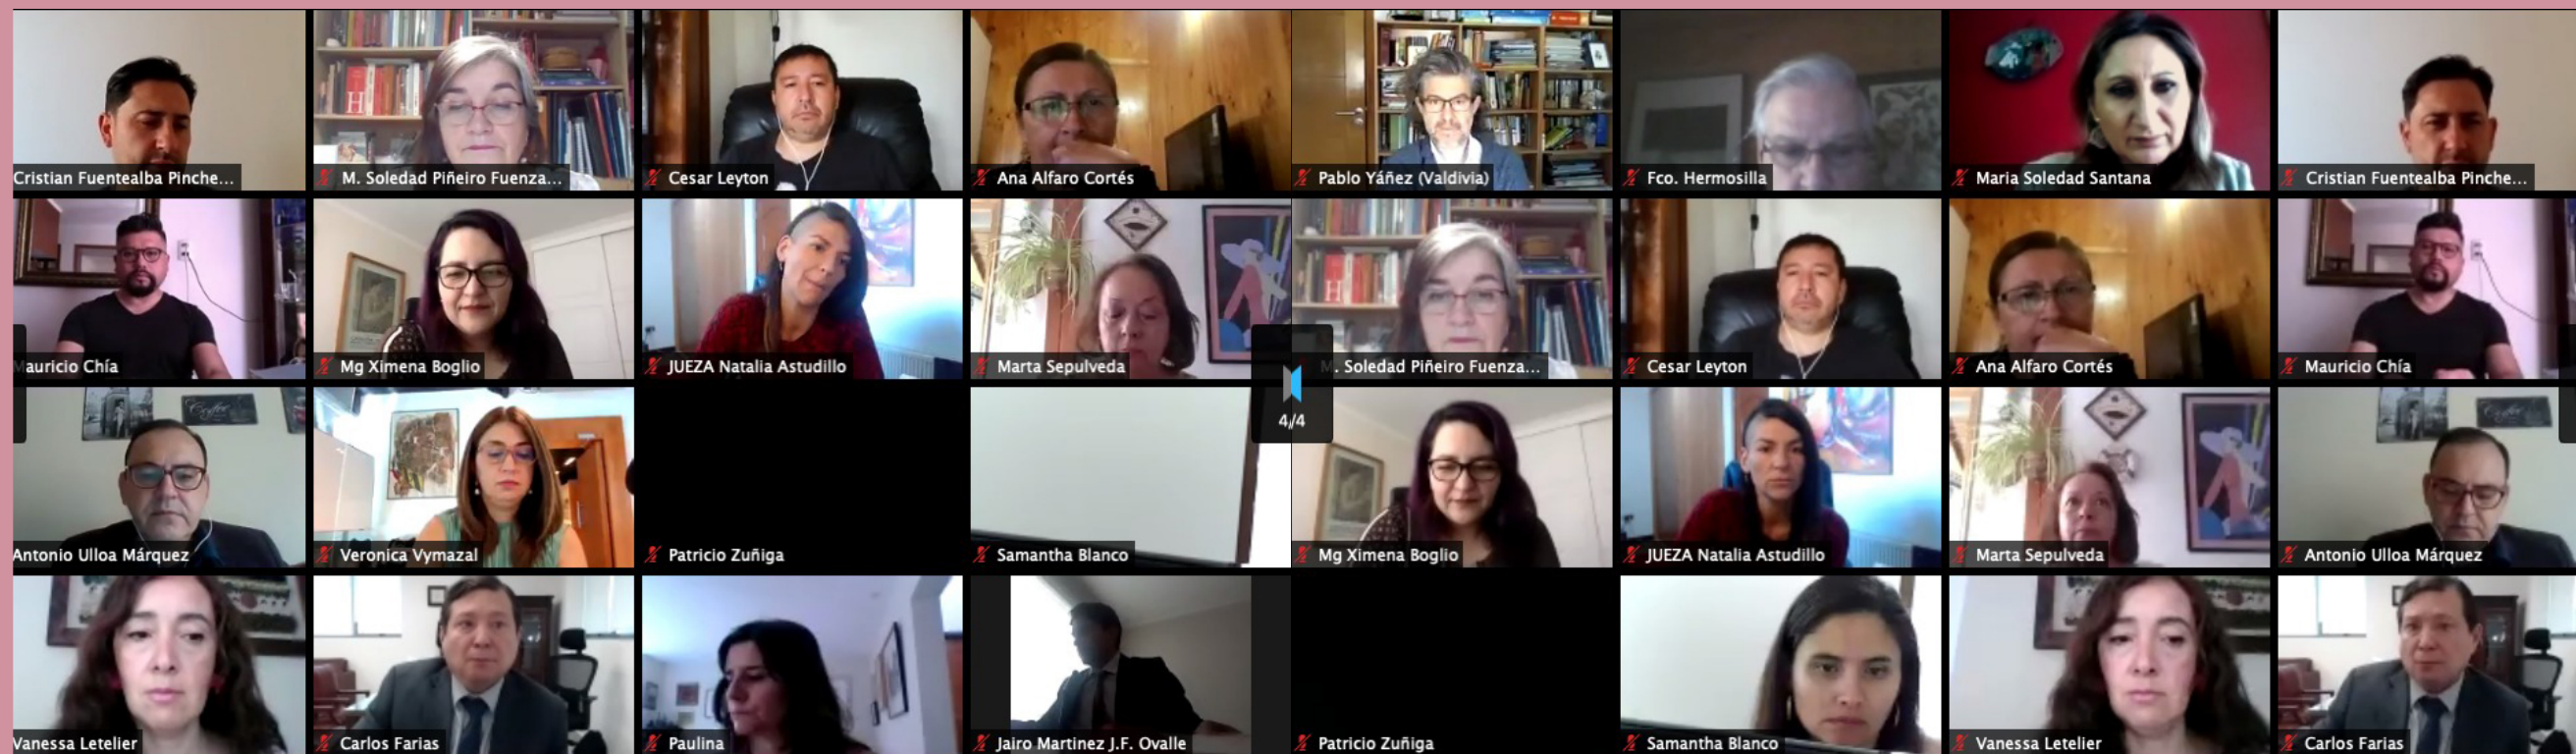 Cristian Fuentealba Pinche...
M. Soledad Piñeiro Fuenza...
Cesar Leyton
Ana Alfaro Cortés
Pablo Yáñez (Valdivia)
Fco. Hermosilla
Maria Soledad Santana
Cristian Fuentealba Pinche...
Mauricio Chía
Mg Ximena Boglio
JUEZA Natalia Astudillo
Marta Sepulveda
M. Soledad Piñeiro Fuenza...
Cesar Leyton
Ana Alfaro Cortés
Mauricio Chía
4/4
Antonio Ulloa Márquez
Veronica Vymazal
Patricio Zuñiga
Samantha Blanco
Mg Ximena Boglio
JUEZA Natalia Astudillo
Marta Sepulveda
Antonio Ulloa Márquez
Vanessa Letelier
Carlos Farias
Paulina
Jairo Martinez J.F. Ovalle
Patricio Zuñiga
Samantha Blanco
Vanessa Letelier
Carlos Farias